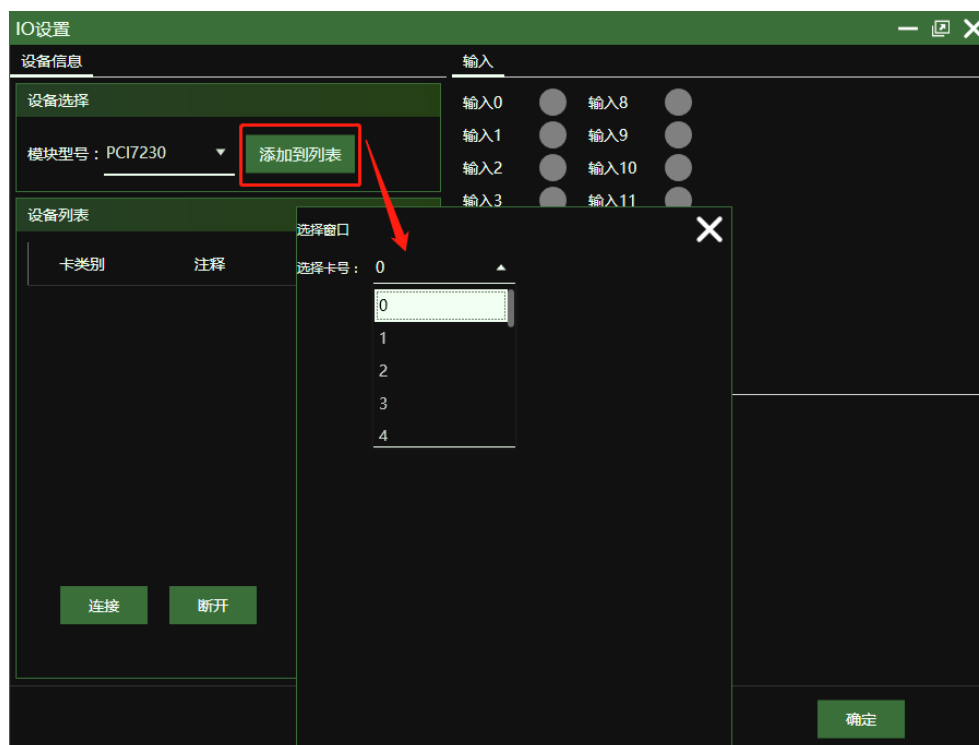 IO设置
设备信息
输入
设备选择
模块型号：PCI7230
添加到列表
输入0
输入8
输入1
输入9
输入2
输入10
输入3
输入11
设备列表
卡类别
注释
选择窗口
选择卡号：
0
0
1
2
3
4
连接
断开
确定